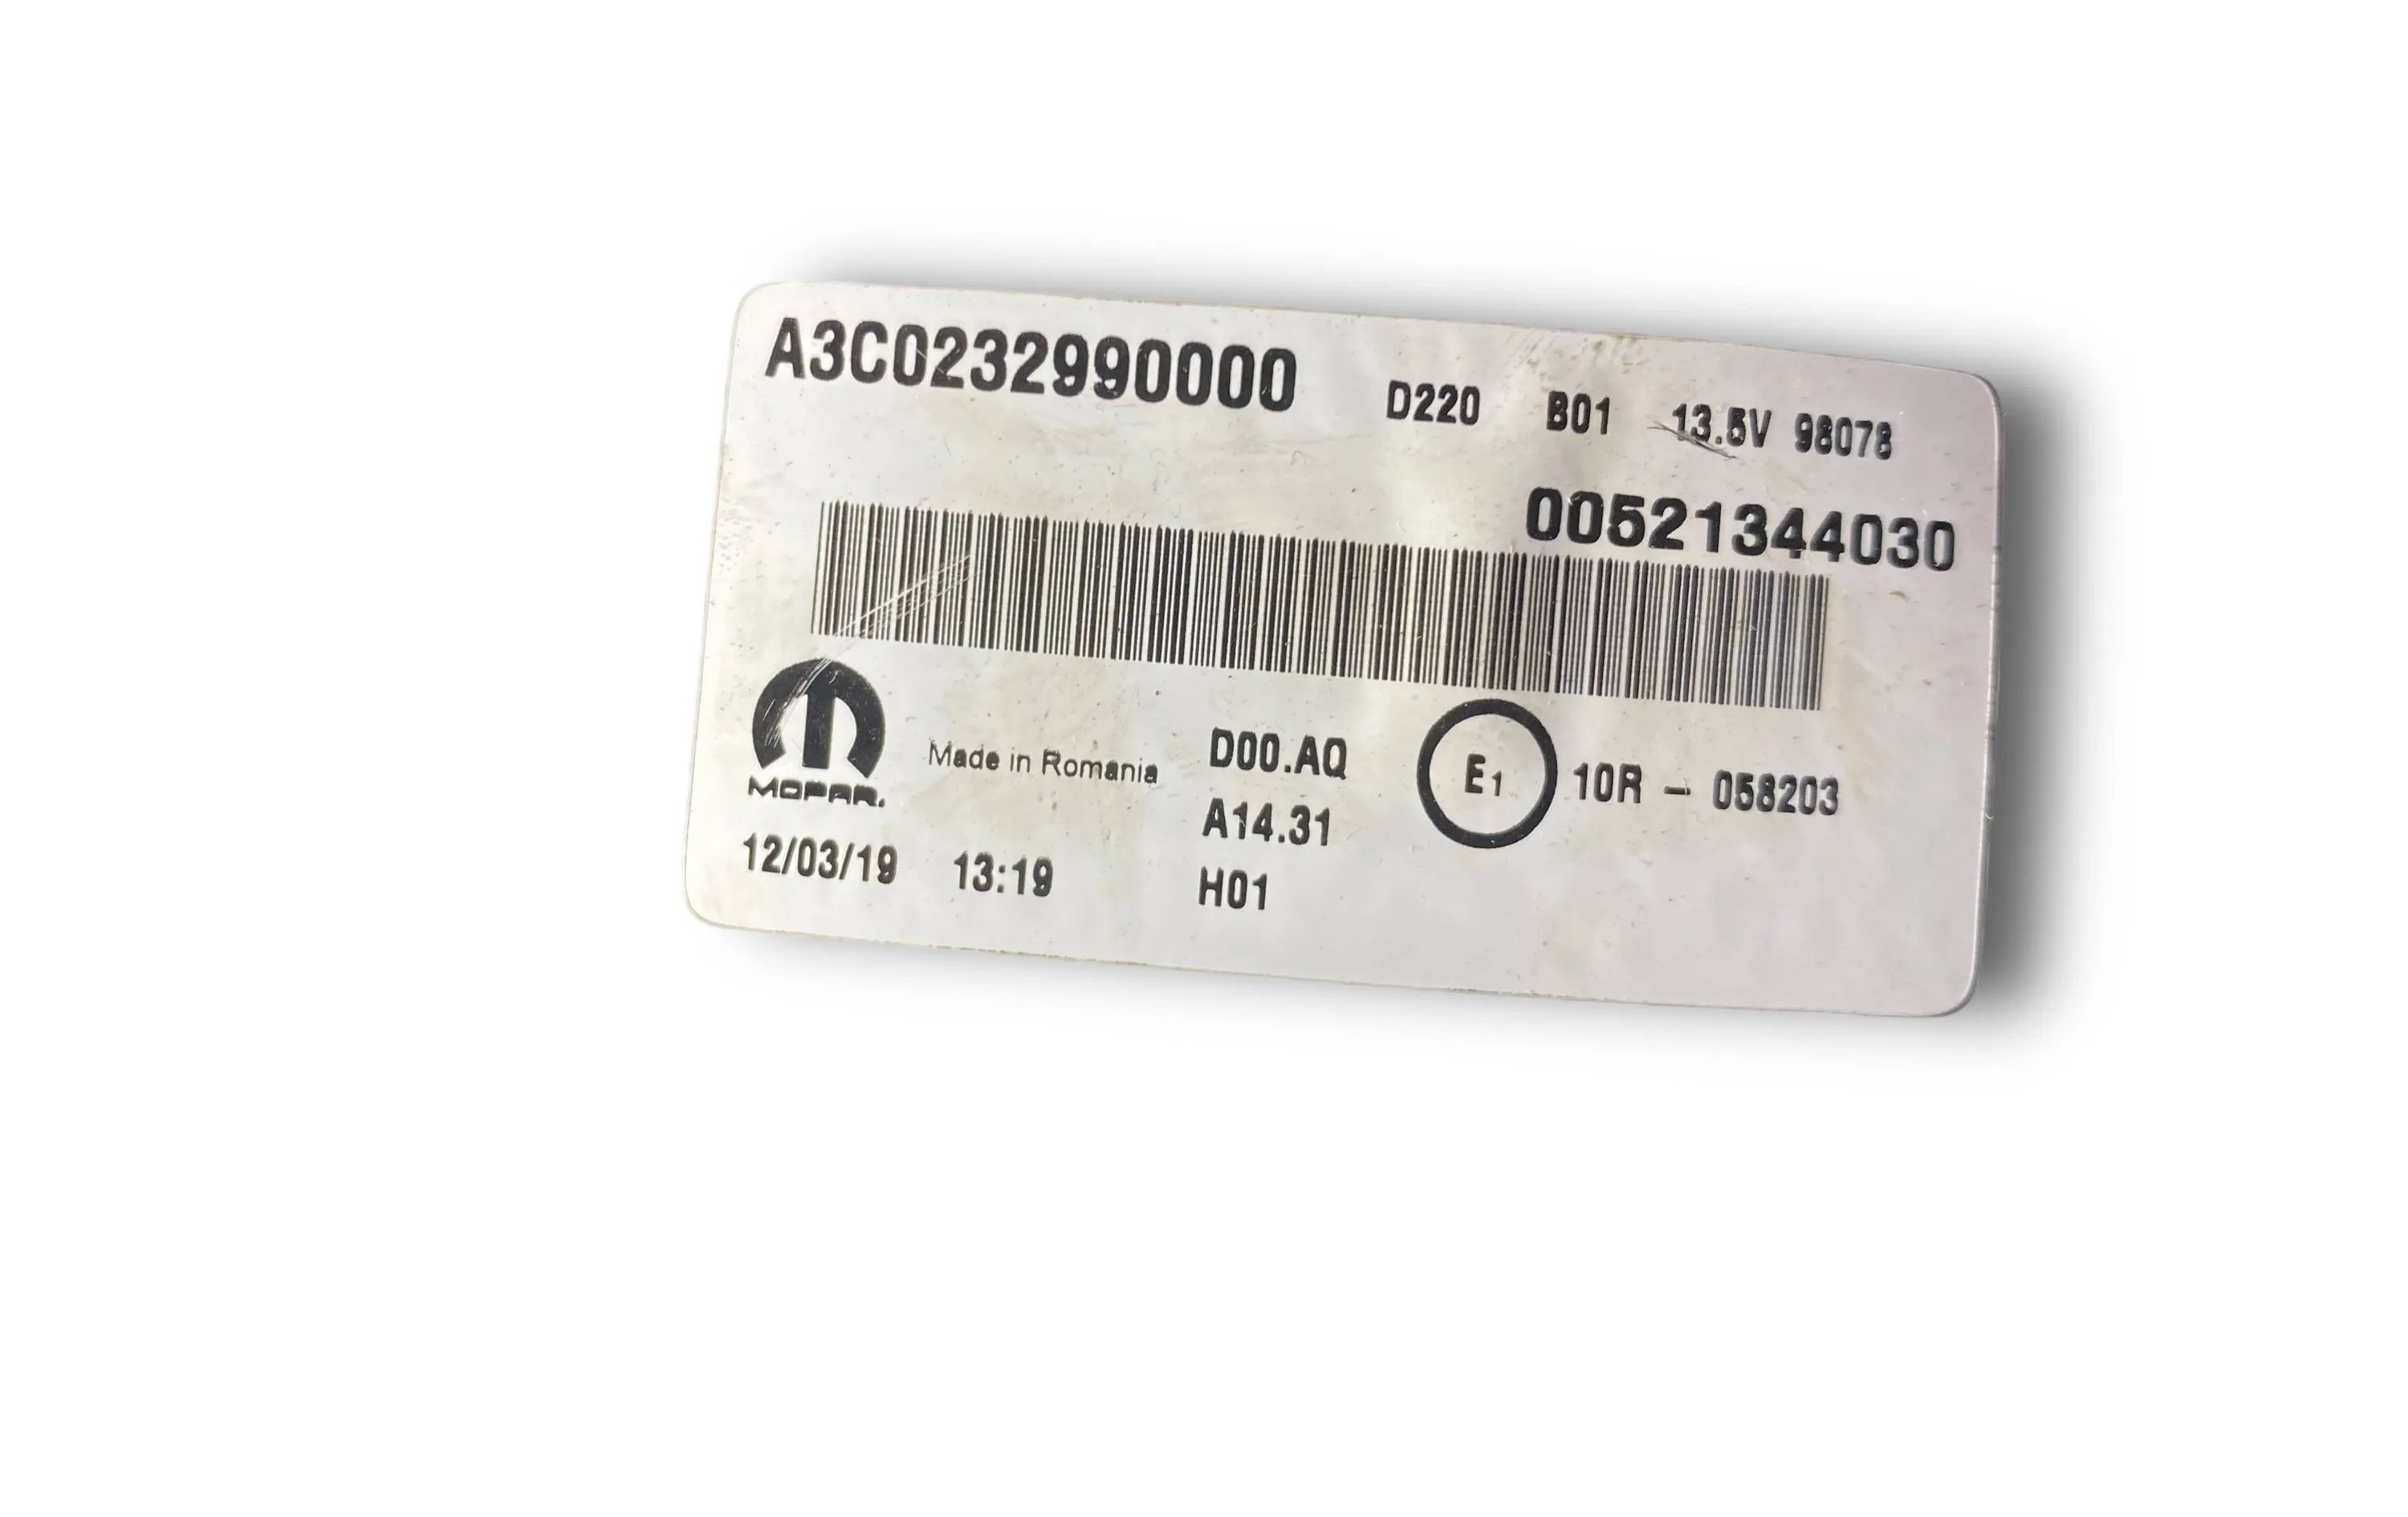 A3C0232990000 D220 B01 13.5V 98078
00521344030
MOPAR.
Made in Romania
D00.AQ
E1 10R - 058203
A14.31
12/03/19 13:19 H01